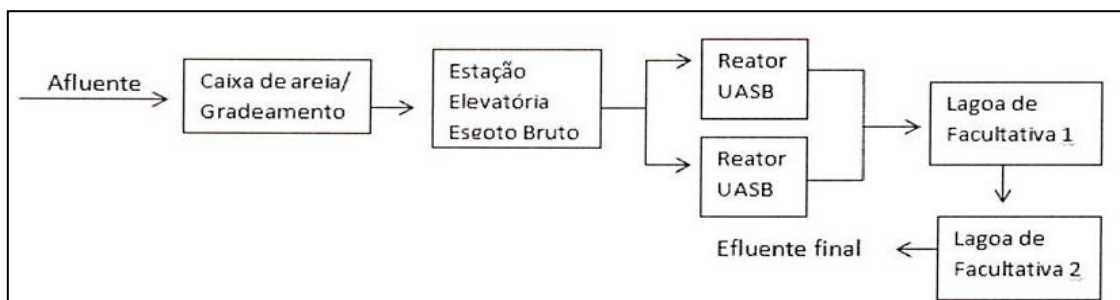 Afluente
Caixa de areia/
Gradeamento
Estação
Elevatória
Esgoto Bruto
Reator
UASB
Reator
UASB
Lagoa de
Facultativa 1
Lagoa de
Facultativa 2
Efluente final